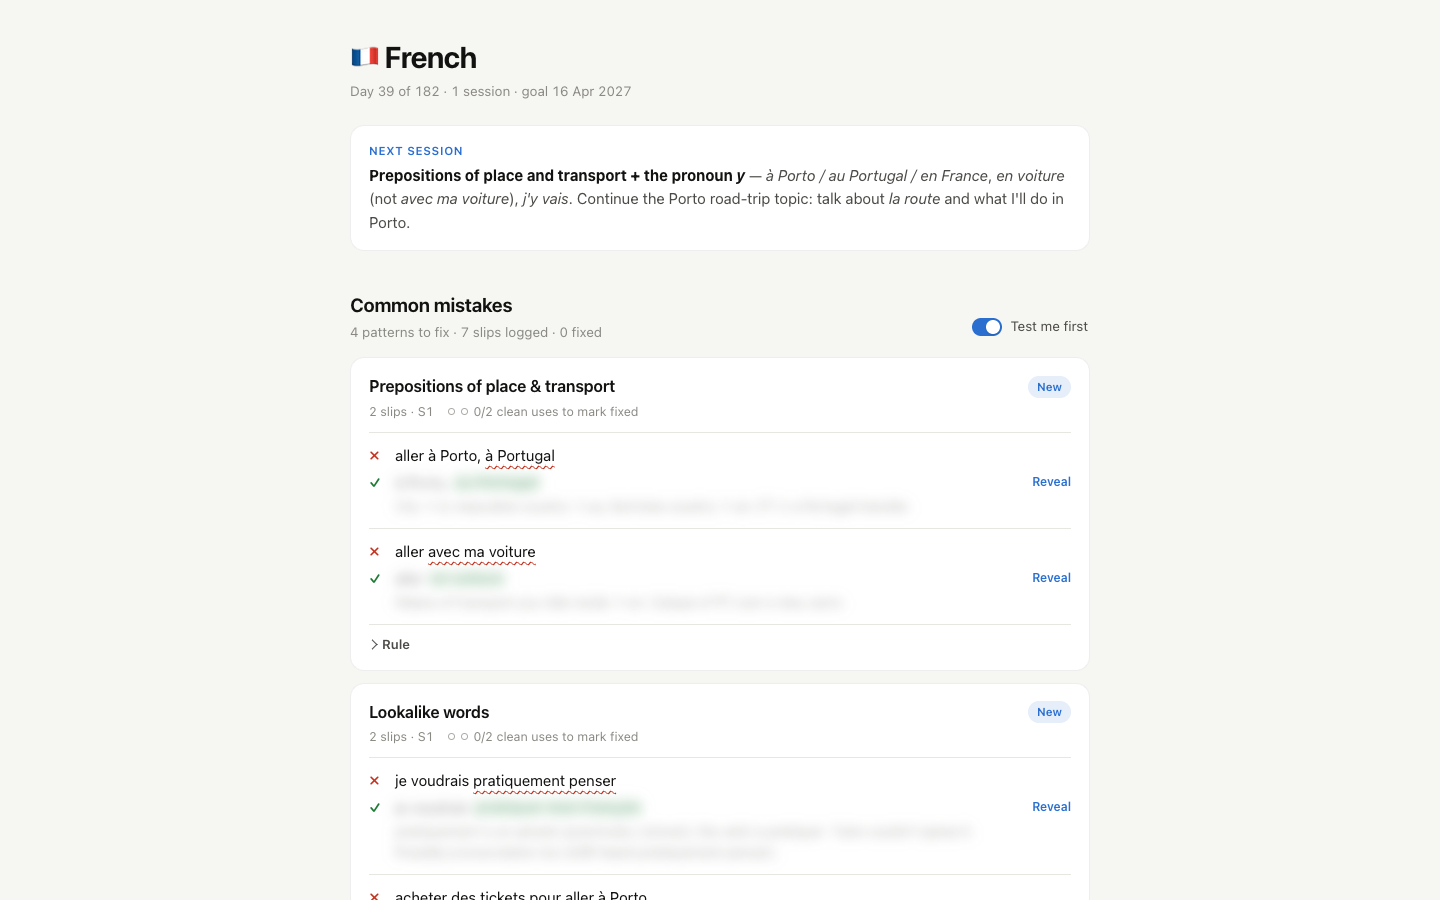 🇫🇷 French
Day 39 of 182 · 1 session · goal 16 Apr 2027
NEXT SESSION
Prepositions of place and transport + the pronoun y — à Porto / au Portugal / en France, en voiture
(not avec ma voiture), j'y vais. Continue the Porto road-trip topic: talk about la route and what I'll do in
Porto.
Common mistakes
4 patterns to fix · 7 slips logged · 0 fixed
Test me first
Prepositions of place & transport
New
2 slips · S1 ○ ○ 0/2 clean uses to mark fixed
✕ aller à Porto, à Portugal
✓
Reveal
✕ aller avec ma voiture
✓
Reveal
Rule
Lookalike words
New
2 slips · S1 ○ ○ 0/2 clean uses to mark fixed
✕ je voudrais pratiquement penser
✓
Reveal
✕ acheter des tickets pour aller à Porto